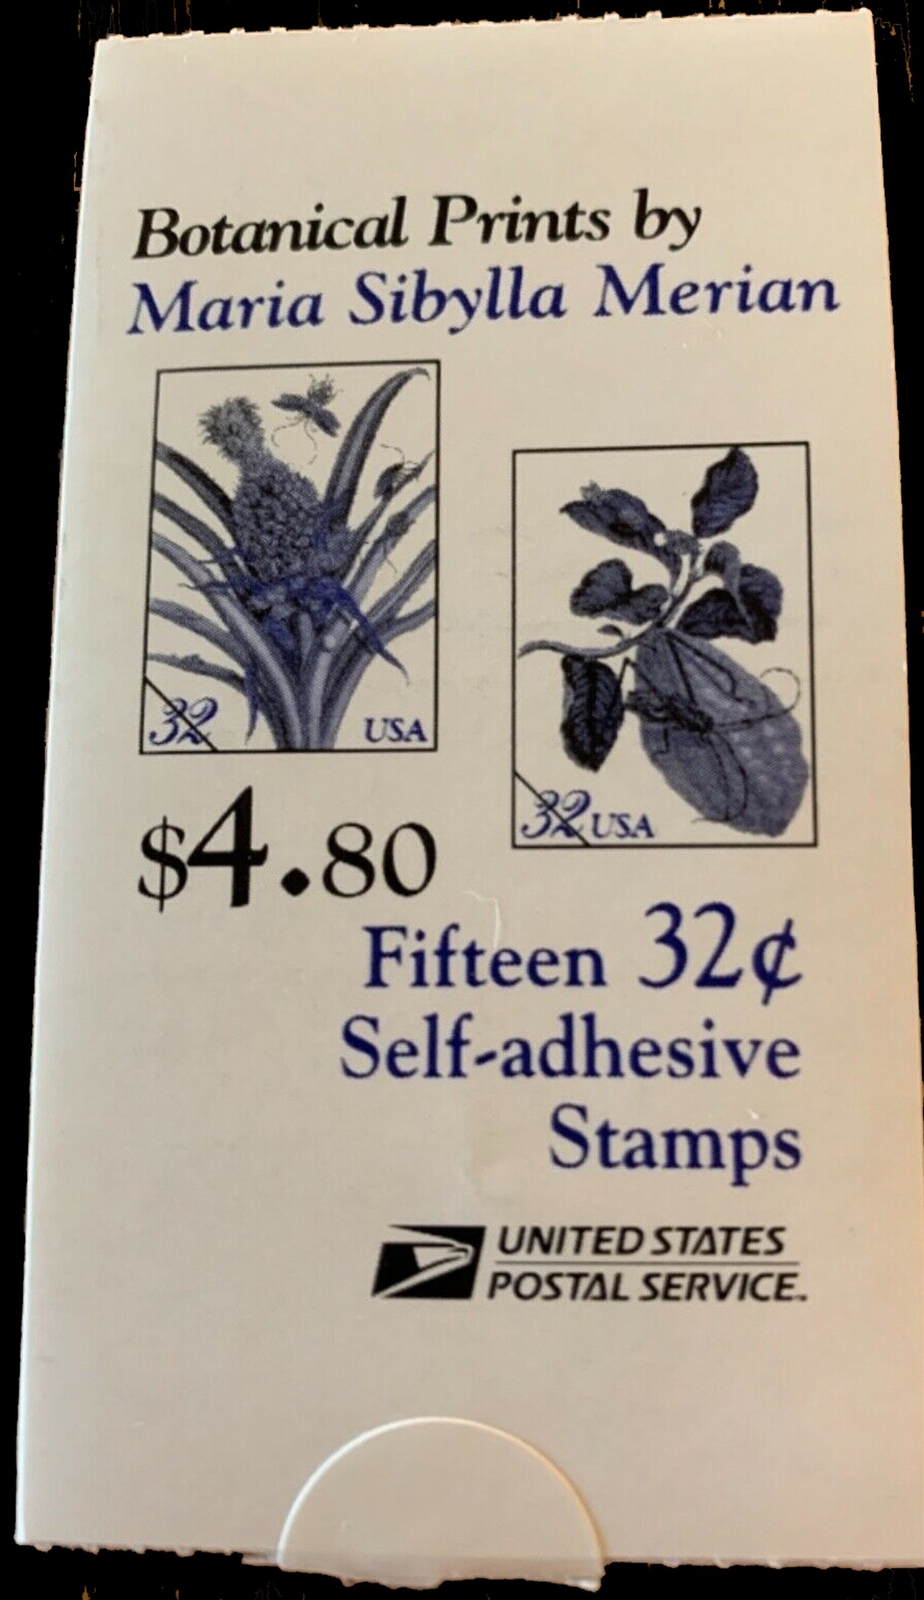 Botanical Prints by
Maria Sibylla Merian
32 USA
32 USA
$4.80
Fifteen 32¢
Self-adhesive
Stamps
UNITED STATES
POSTAL SERVICE.